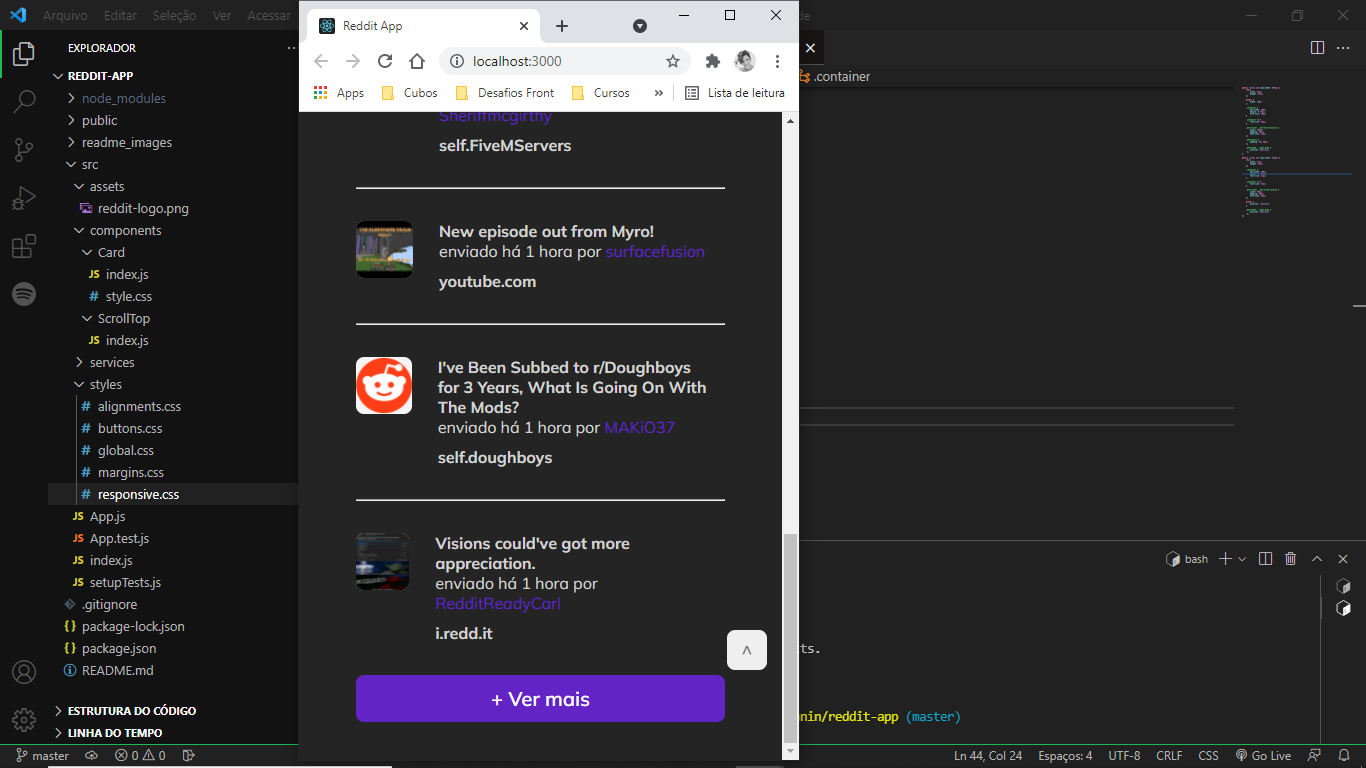 Arquivo Editar Seleção Ver Acessar
Reddit App
EXPLORADOR
REDDIT-APP
node_modules
public
readme_images
src
assets
reddit-logo.png
components
Card
index.js
style.css
ScrollTop
index.js
services
styles
alignments.css
buttons.css
global.css
margins.css
responsive.css
App.js
App.test.js
index.js
setupTests.js
.gitignore
package-lock.json
package.json
README.md
ESTRUTURA DO CÓDIGO
LINHA DO TEMPO
localhost:3000
Apps Cubos Desafios Front Cursos » Lista de leitura
.container
Sheriffmcgirthy
self.FiveMServers
New episode out from Myro!
enviado há 1 hora por surfacefusion
youtube.com
I've Been Subbed to r/Doughboys
for 3 Years, What Is Going On With
The Mods?
enviado há 1 hora por MAKiO37
self.doughboys
Visions could've got more
appreciation.
enviado há 1 hora por
RedditReadyCarl
i.redd.it
^
+ Ver mais
bash
ts.
nin/reddit-app (master)
master 0 0 Ln 44, Col 24 Espaços: 4 UTF-8 CRLF CSS Go Live